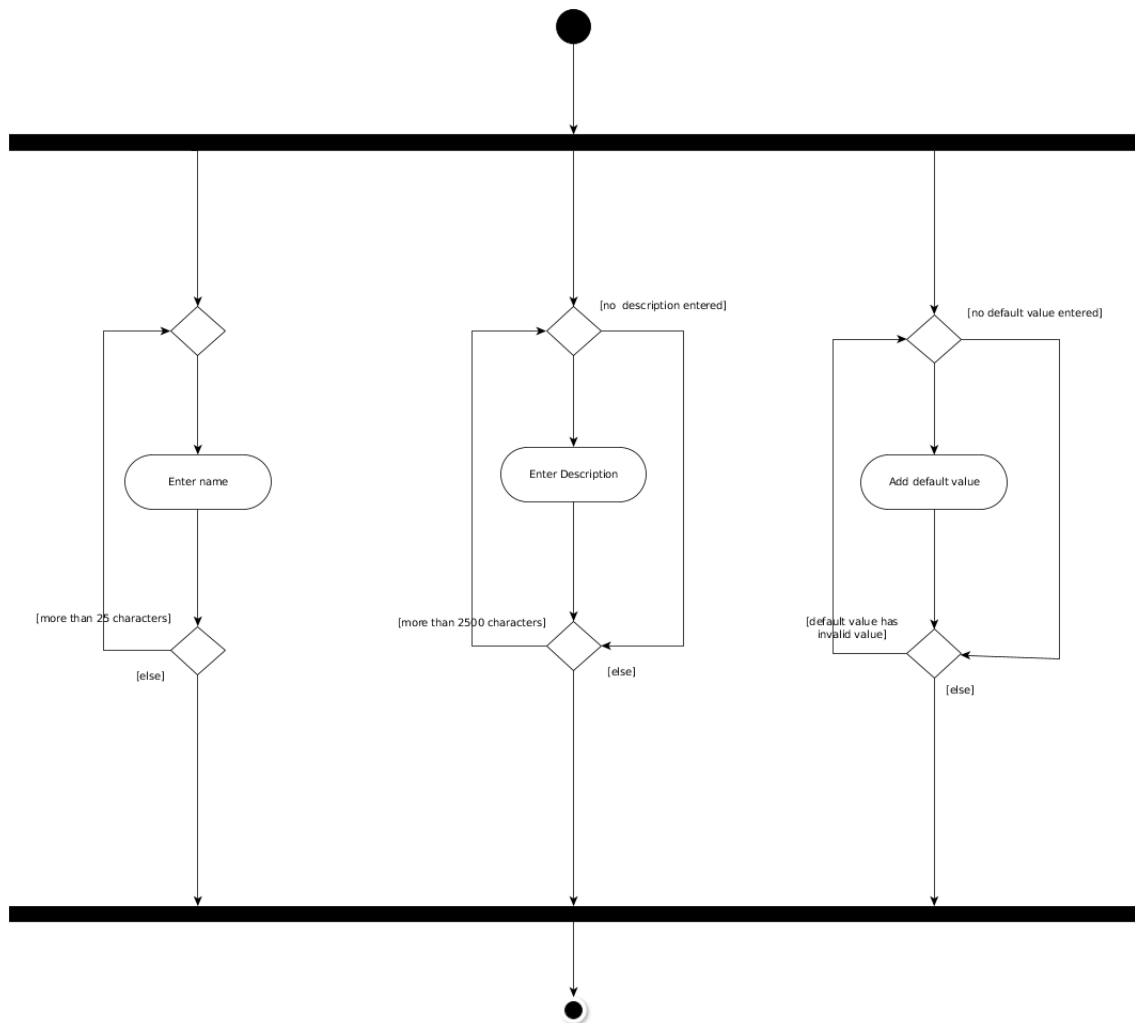 [no  description entered]
[no default value entered]
Enter name
Enter Description
Add default value
[more than 25 characters]
[more than 2500 characters]
[default value has
invalid value]
[else]
[else]
[else]